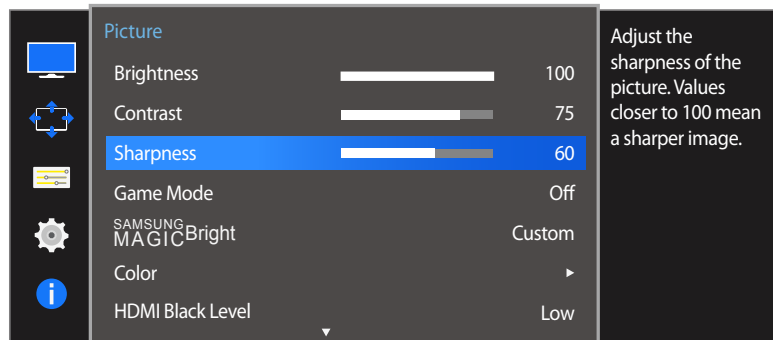 Picture
Brightness 100
Contrast 75
Sharpness 60
Game Mode Off
SAMSUNG MAGICBright Custom
Color
HDMI Black Level Low
Adjust the
sharpness of the
picture. Values
closer to 100 mean
a sharper image.